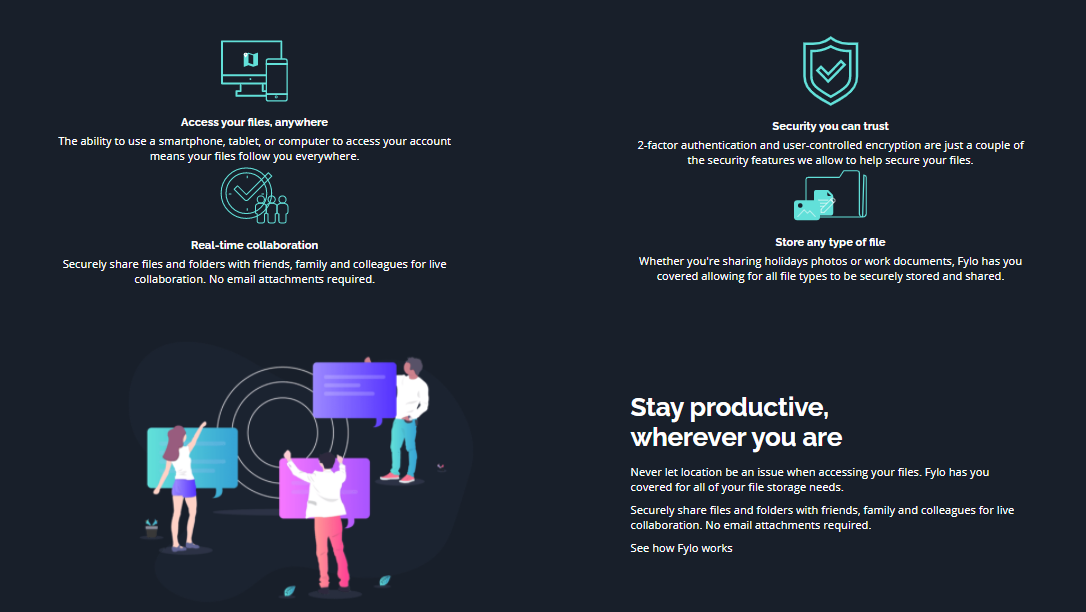 Access your files, anywhere
The ability to use a smartphone, tablet, or computer to access your account
means your files follow you everywhere.
Security you can trust
2-factor authentication and user-controlled encryption are just a couple of
the security features we allow to help secure your files.
Real-time collaboration
Securely share files and folders with friends, family and colleagues for live
collaboration. No email attachments required.
Store any type of file
Whether you're sharing holidays photos or work documents, Fylo has you
covered allowing for all file types to be securely stored and shared.
Stay productive,
wherever you are
Never let location be an issue when accessing your files. Fylo has you
covered for all of your file storage needs.
Securely share files and folders with friends, family and colleagues for live
collaboration. No email attachments required.
See how Fylo works